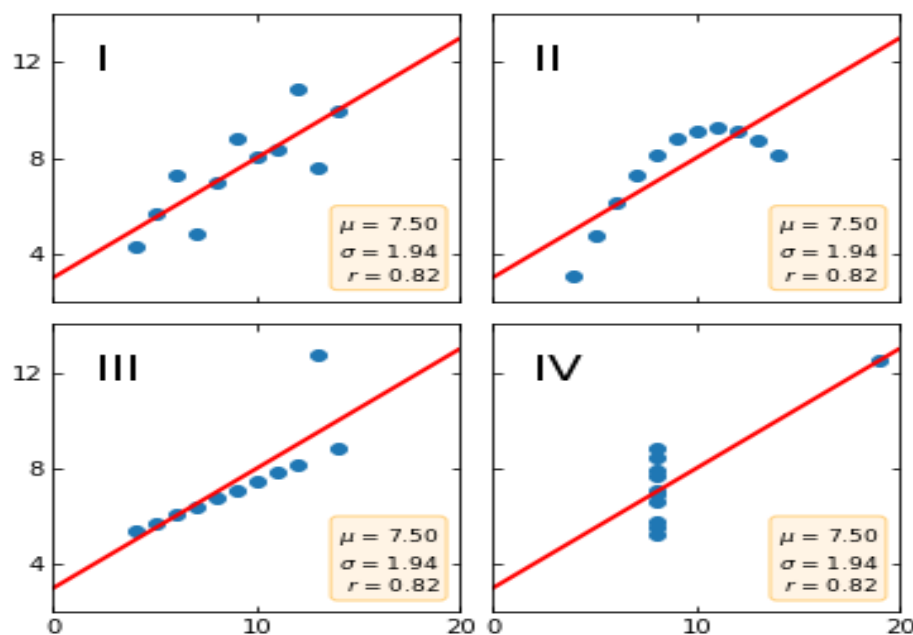 I
12
8
4
μ = 7.50
σ = 1.94
r = 0.82
II
μ = 7.50
σ = 1.94
r = 0.82
III
12
8
4
μ = 7.50
σ = 1.94
r = 0.82
0
10
20
IV
μ = 7.50
σ = 1.94
r = 0.82
0
10
20